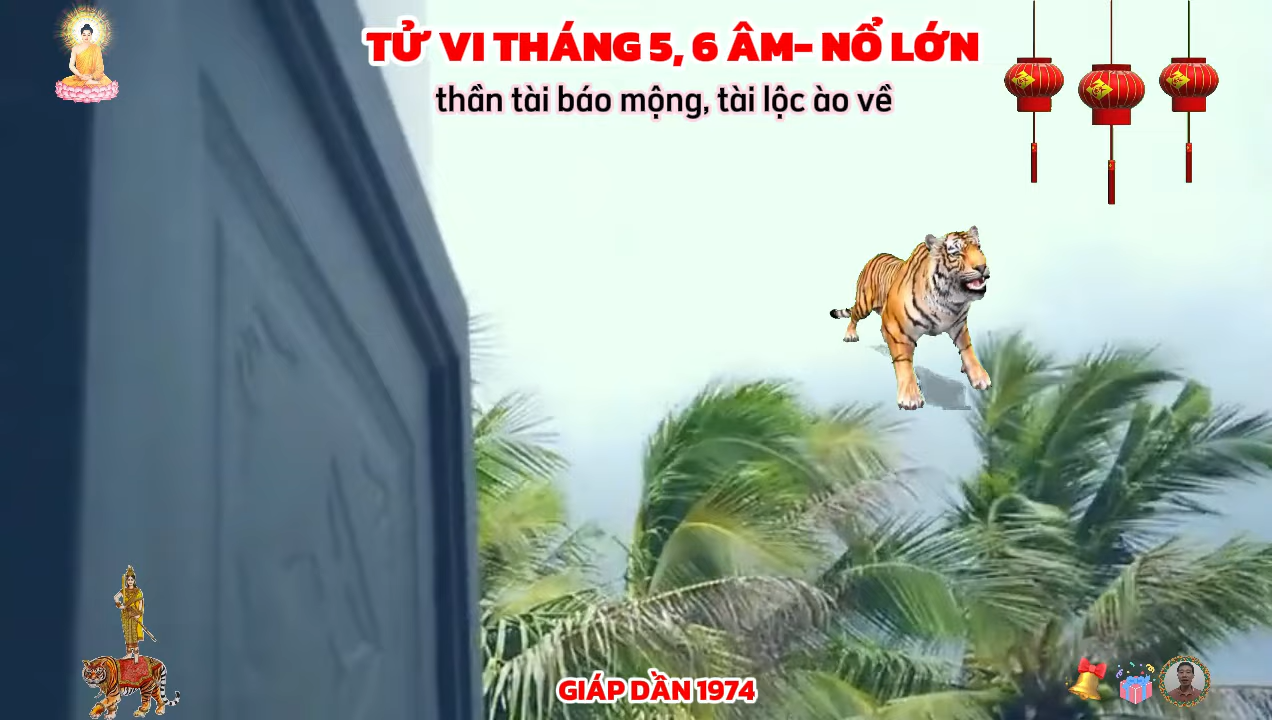 TỬ VI THÁNG 5, 6 ÂM- NỔ LỚN
thần tài báo mộng, tài lộc ào về
GIÁP DẦN 1974